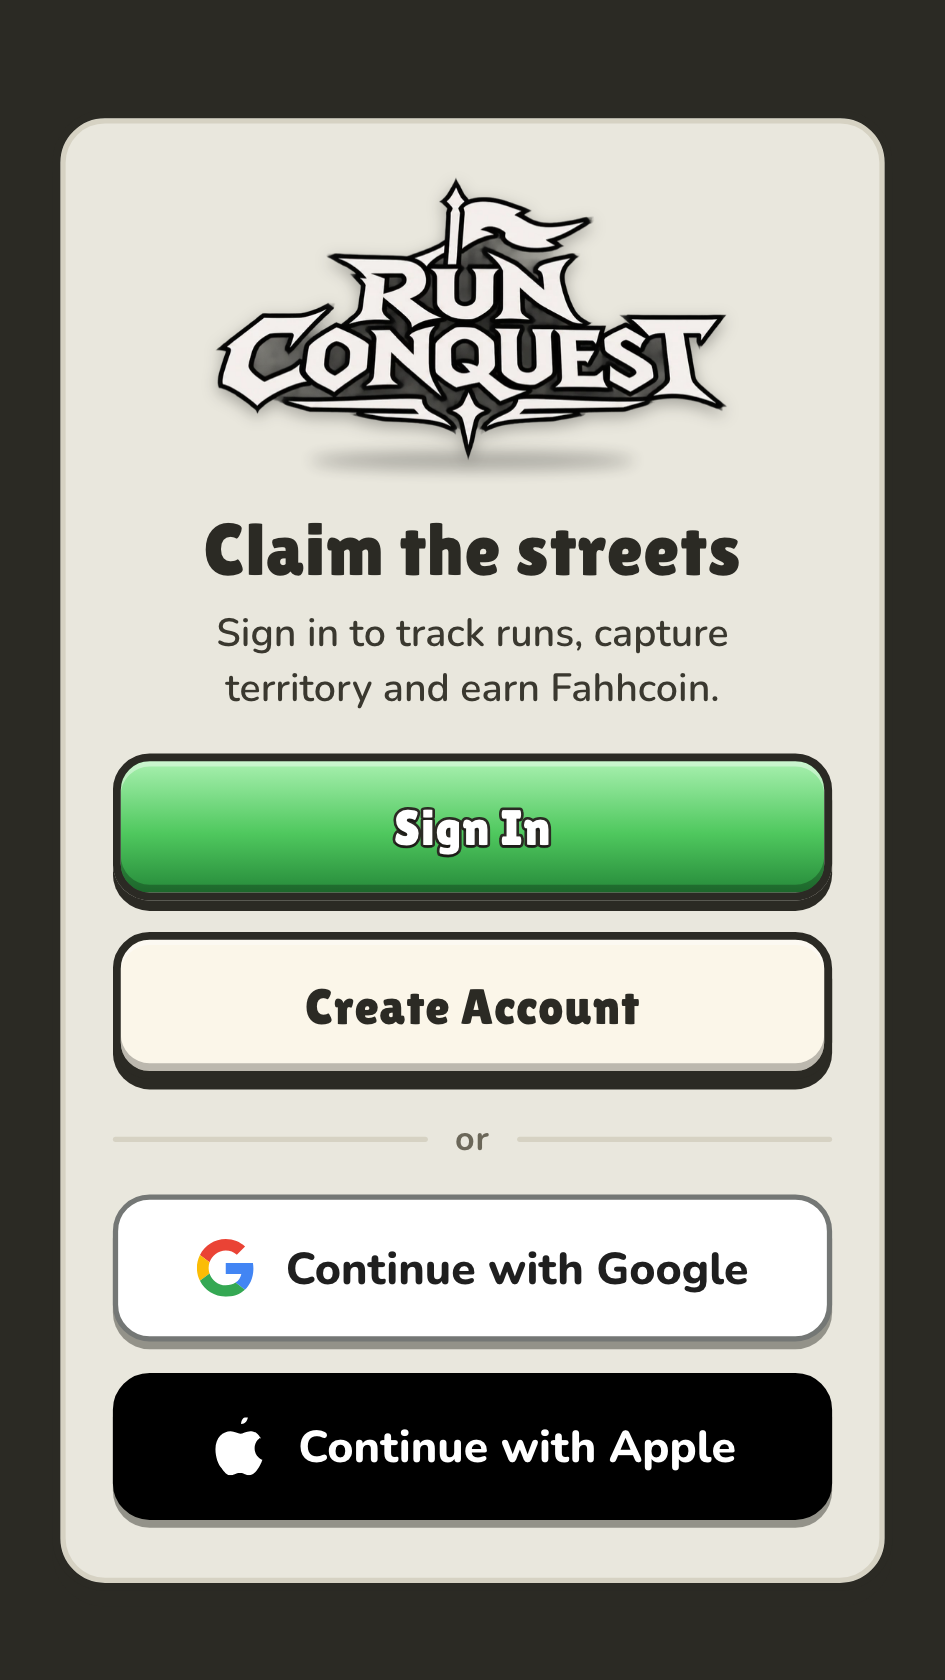 RUN
CONQUEST
Claim the streets
Sign in to track runs, capture
territory and earn Fahhcoin.
Sign In
Create Account
or
Continue with Google
Continue with Apple